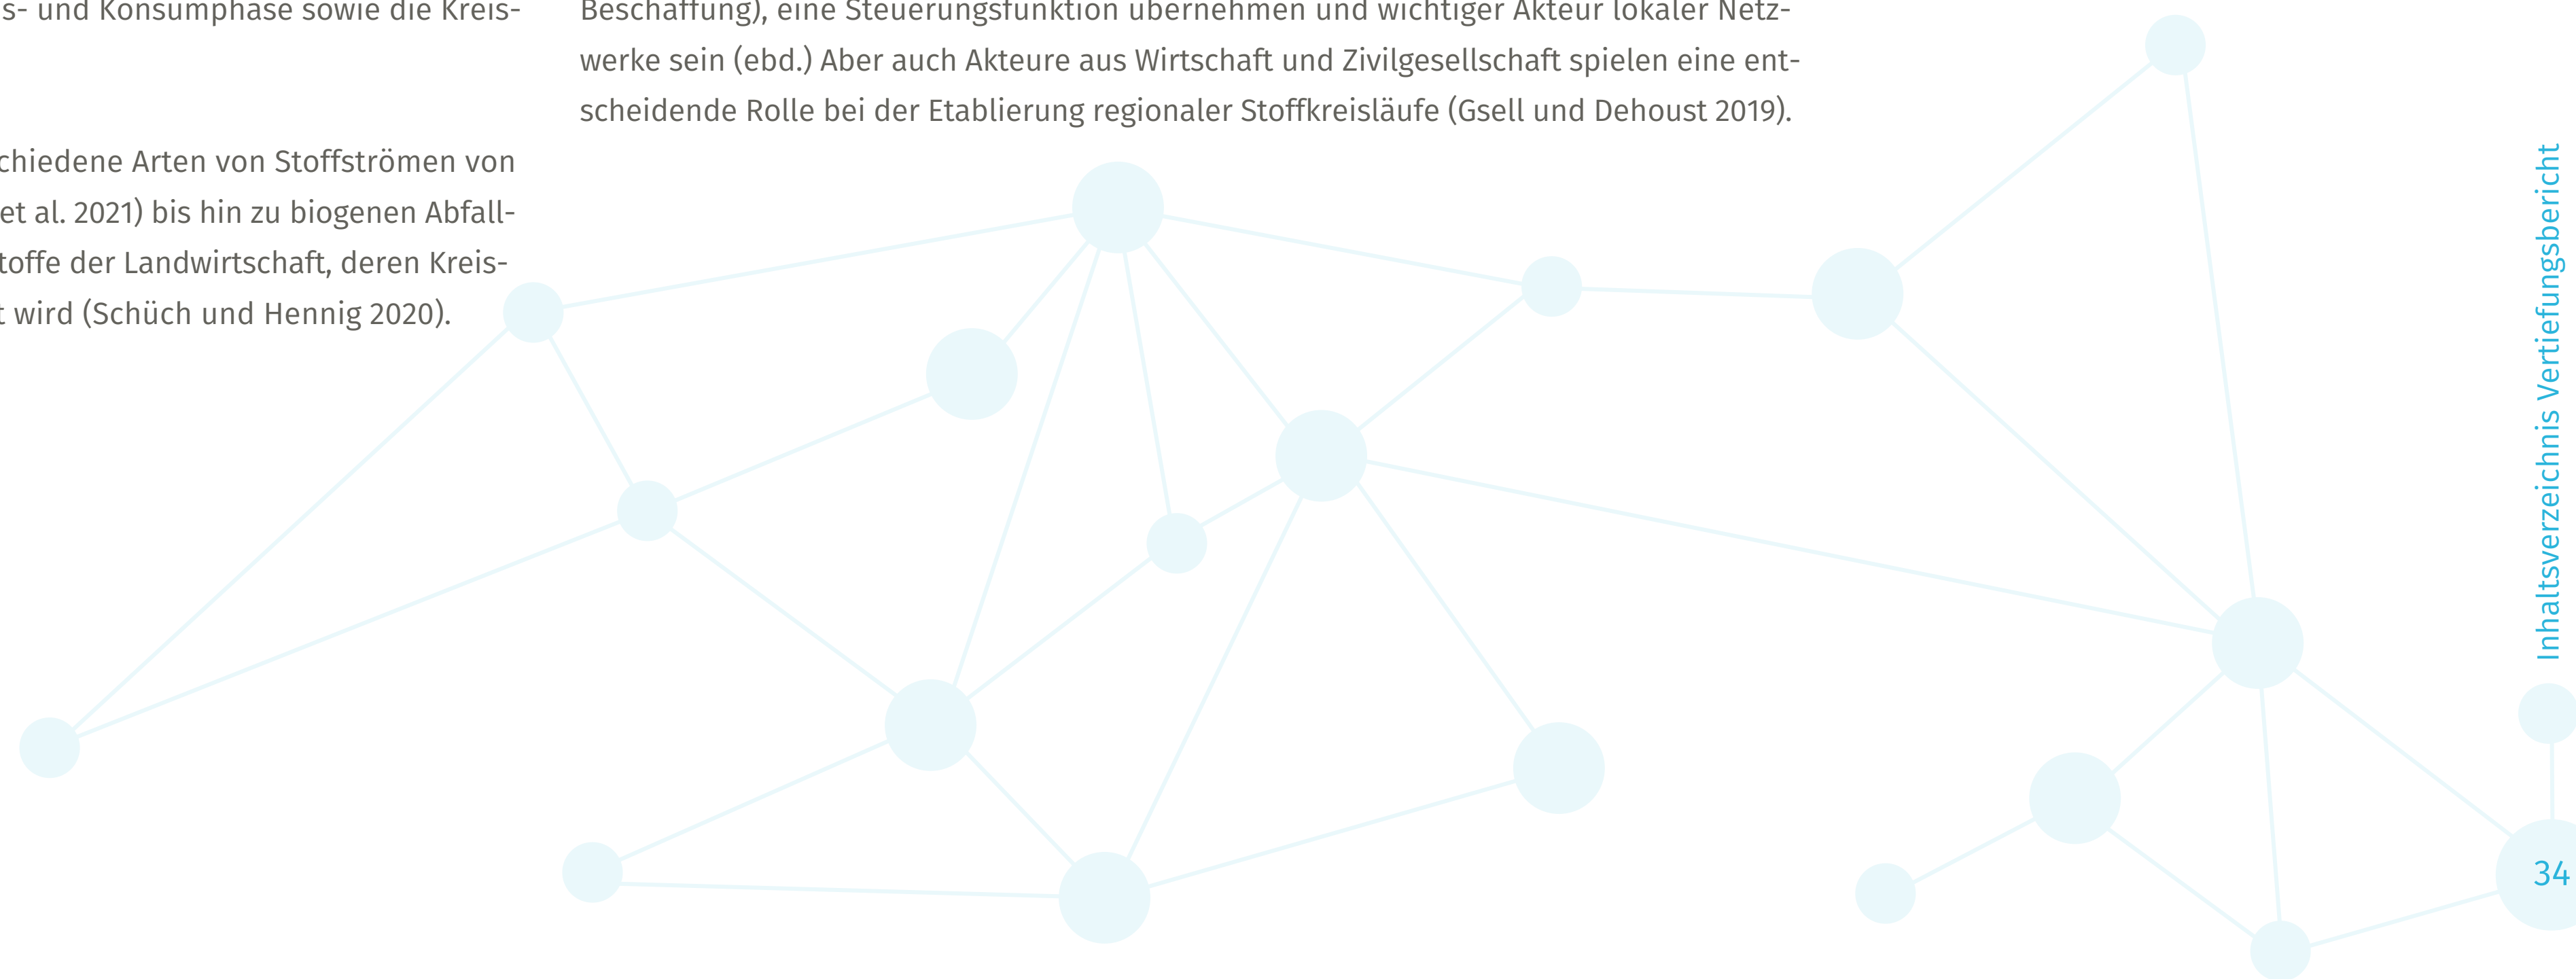 s- und Konsumphase sowie die Kreis-
chiedene Arten von Stoffströmen von
et al. 2021) bis hin zu biogenen Abfall-
toffe der Landwirtschaft, deren Kreis-
t wird (Schüch und Hennig 2020).
Beschaffung), eine Steuerungsfunktion übernehmen und wichtiger Akteur lokaler Netz-
werke sein (ebd.) Aber auch Akteure aus Wirtschaft und Zivilgesellschaft spielen eine ent-
scheidende Rolle bei der Etablierung regionaler Stoffkreisläufe (Gsell und Dehoust 2019).
Inhaltsverzeichnis Vertiefungsbericht
34